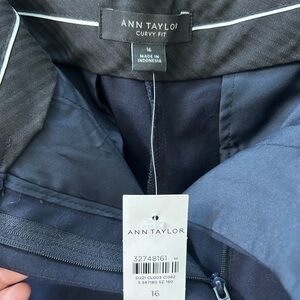 ANN TAYLOR
CURVY FIT
16
MADE IN
INDONESIA
ANN TAYLOR
32748161
16